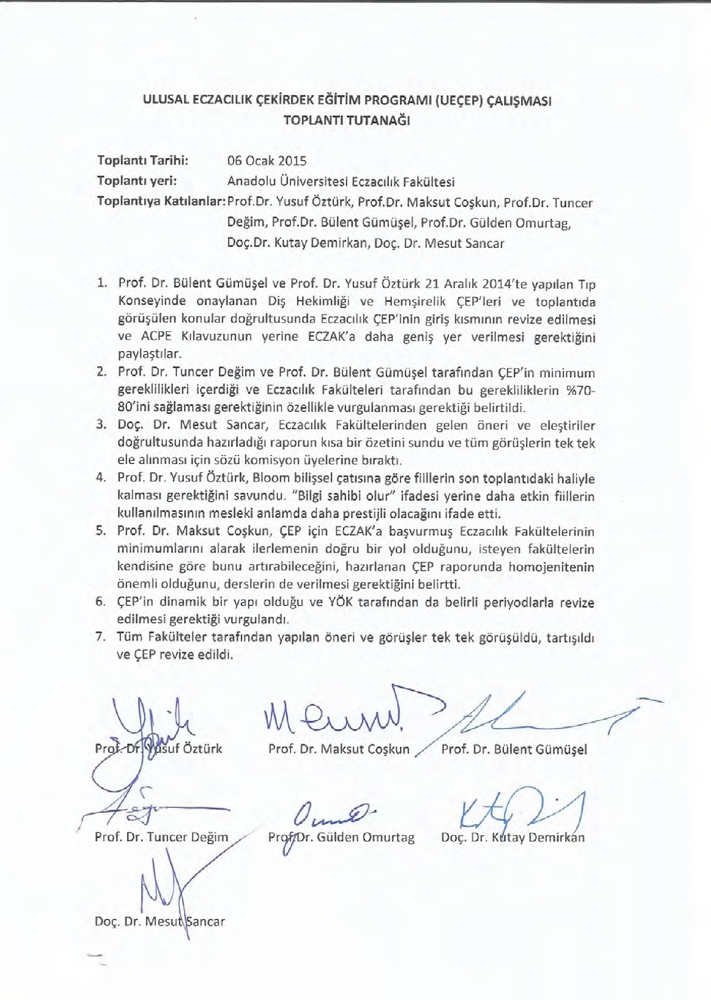 ULUSAL ECZACILIK ÇEKİRDEK EĞİTİM PROGRAMI (UEÇEP) ÇALIŞMASI
TOPLANTI TUTANAĞI
Toplantı Tarihi: 06 Ocak 2015
Toplantı yeri: Anadolu Üniversitesi Eczacılık Fakültesi
Toplantıya Katılanlar: Prof.Dr. Yusuf Öztürk, Prof.Dr. Maksut Coşkun, Prof.Dr. Tuncer
Değim, Prof.Dr. Bülent Gümüşel, Prof.Dr. Gülden Omurtag,
Doç.Dr. Kutay Demirkan, Doç. Dr. Mesut Sancar
1. Prof. Dr. Bülent Gümüşel ve Prof. Dr. Yusuf Öztürk 21 Aralık 2014'te yapılan Tıp
Konseyinde onaylanan Diş Hekimliği ve Hemşirelik ÇEP'leri ve toplantıda
görüşülen konular doğrultusunda Eczacılık ÇEP'inin giriş kısmının revize edilmesi
ve ACPE Kılavuzunun yerine ECZAK'a daha geniş yer verilmesi gerektiğini
paylaştılar.
2. Prof. Dr. Tuncer Değim ve Prof. Dr. Bülent Gümüşel tarafından ÇEP'in minimum
gereklilikleri içerdiği ve Eczacılık Fakülteleri tarafından bu gerekliliklerin %70-
80'ini sağlaması gerektiğinin özellikle vurgulanması gerektiği belirtildi.
3. Doç. Dr. Mesut Sancar, Eczacılık Fakültelerinden gelen öneri ve eleştiriler
doğrultusunda hazırladığı raporun kısa bir özetini sundu ve tüm görüşlerin tek tek
ele alınması için sözü komisyon üyelerine bıraktı.
4. Prof. Dr. Yusuf Öztürk, Bloom bilişsel çatısına göre fiillerin son toplantıdaki haliyle
kalması gerektiğini savundu. "Bilgi sahibi olur" ifadesi yerine daha etkin fiillerin
kullanılmasının mesleki anlamda daha prestijli olacağını ifade etti.
5. Prof. Dr. Maksut Coşkun, ÇEP için ECZAK'a başvurmuş Eczacılık Fakültelerinin
minimumlarını alarak ilerlemenin doğru bir yol olduğunu, isteyen fakültelerin
kendisine göre bunu artırabileceğini, hazırlanan ÇEP raporunda homojenitenin
önemli olduğunu, derslerin de verilmesi gerektiğini belirtti.
6. ÇEP'in dinamik bir yapı olduğu ve YÖK tarafından da belirli periyodlarla revize
edilmesi gerektiği vurgulandı.
7. Tüm Fakülteler tarafından yapılan öneri ve görüşler tek tek görüşüldü, tartışıldı
ve ÇEP revize edildi.
Prof. Dr. Yusuf Öztürk Prof. Dr. Maksut Coşkun Prof. Dr. Bülent Gümüşel
Prof. Dr. Tuncer Değim Prof.Dr. Gülden Omurtag Doç. Dr. Kutay Demirkan
Doç. Dr. Mesut Sancar